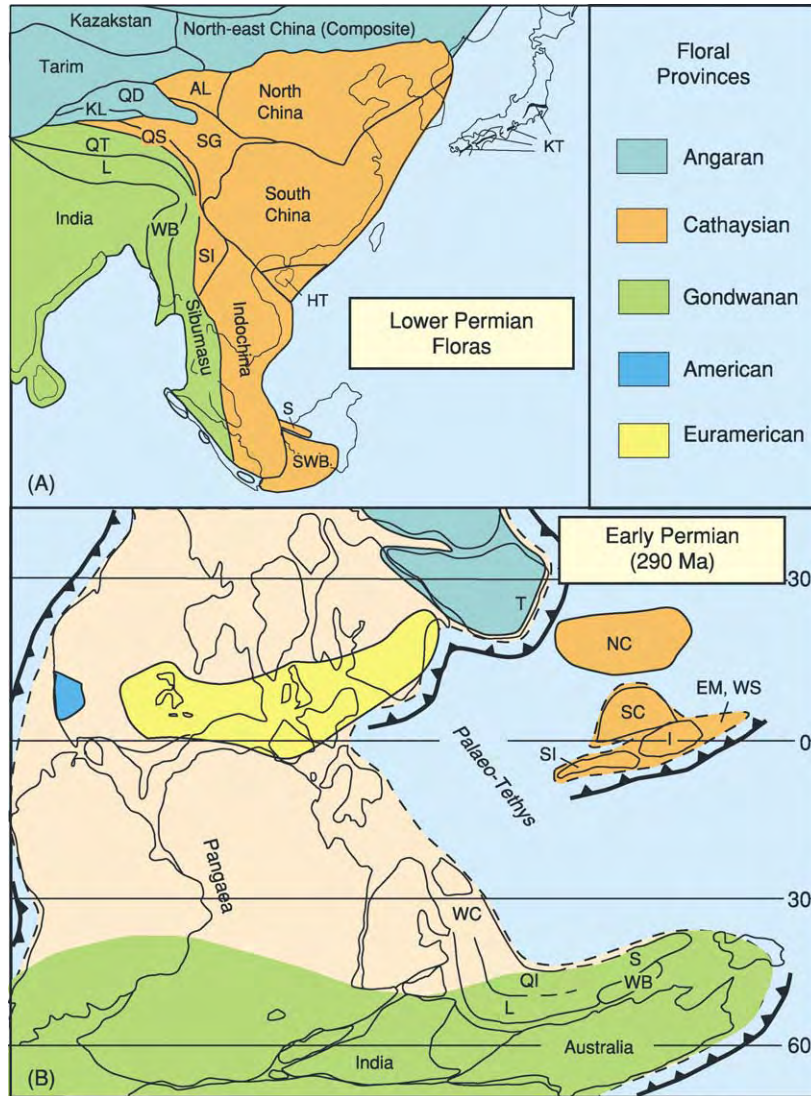 Kazakstan
North-east China (Composite)
Tarim
QD
AL
North
China
KL
QS
SG
QT
L
India
WB
South
China
SI
HT
Sibumasu
Indochina
KT
Lower Permian
Floras
S
SWB
(A)
Floral
Provinces
Angaran
Cathaysian
Gondwanan
American
Euramerican
Early Permian
(290 Ma)
30
T
NC
EM, WS
SC
I
SI
0
Palaeo-Tethys
Pangaea
30
WC
S
QI
WB
L
India
Australia
60
(B)